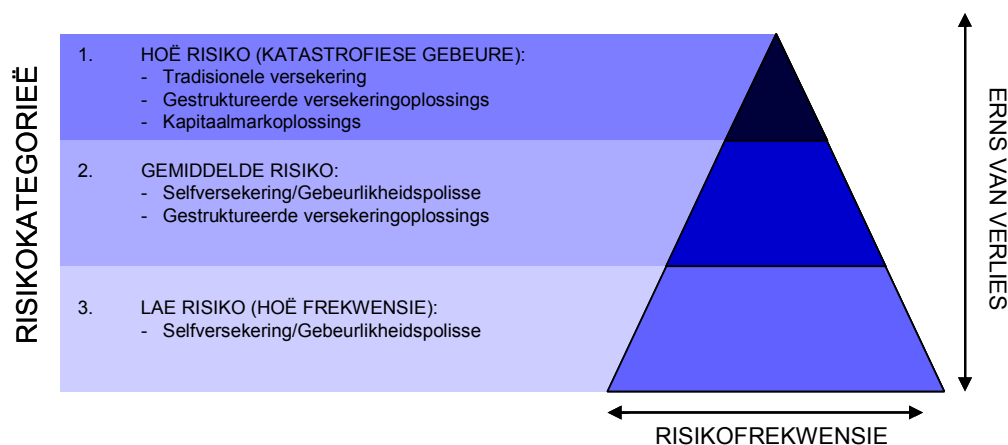 RISIKOKATEGORIEË
1. HOË RISIKO (KATASTROFIESE GEBEURE):
- Tradisionele versekering
- Gestruktureerde versekeringoplossings
- Kapitaalmarkoplossings
2. GEMIDDELDE RISIKO:
- Selfversekering/Gebeurlikheidspolisse
- Gestruktureerde versekeringoplossings
3. LAE RISIKO (HOË FREKWENSIE):
- Selfversekering/Gebeurlikheidspolisse
ERNS VAN VERLIES
RISIKOFREKWENSIE